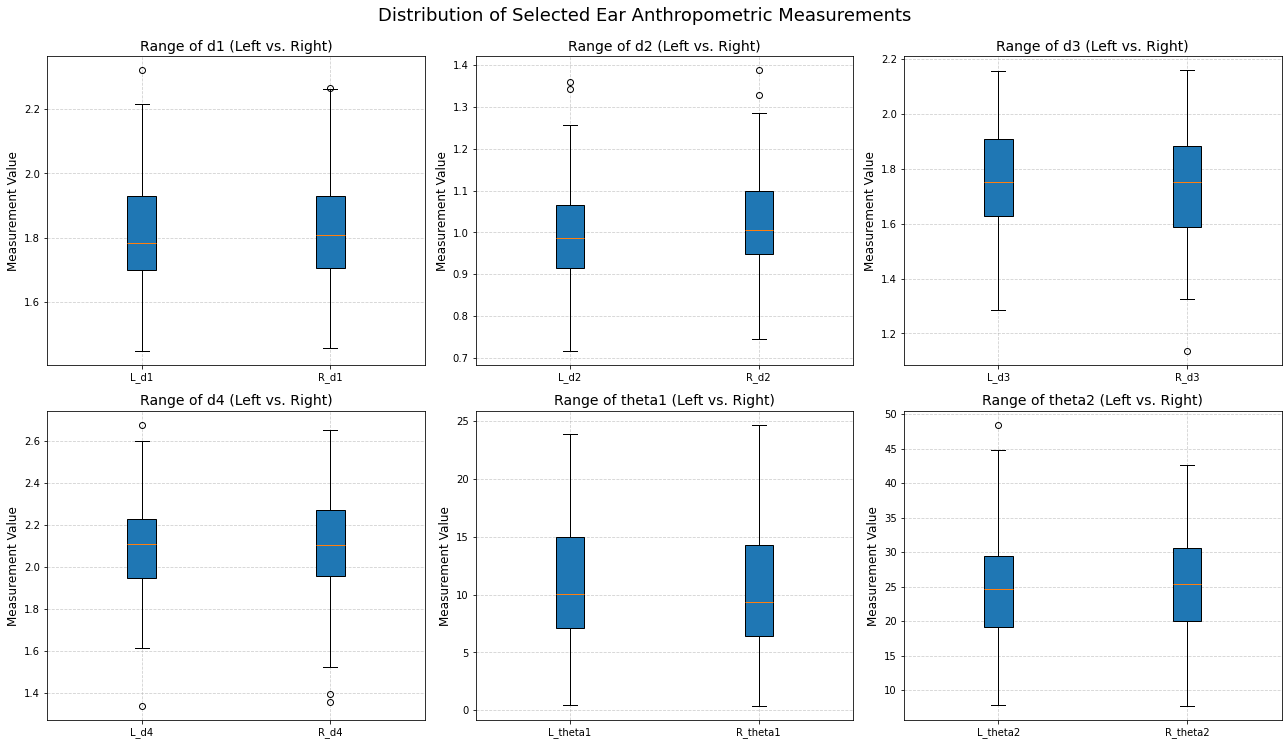 Distribution of Selected Ear Anthropometric Measurements
Range of d1 (Left vs. Right)
Measurement Value
2.2
2.0
1.8
1.6
L_d1
R_d1
Range of d2 (Left vs. Right)
Measurement Value
1.4
1.3
1.2
1.1
1.0
0.9
0.8
0.7
L_d2
R_d2
Range of d3 (Left vs. Right)
Measurement Value
2.2
2.0
1.8
1.6
1.4
1.2
L_d3
R_d3
Range of d4 (Left vs. Right)
Measurement Value
2.6
2.4
2.2
2.0
1.8
1.6
1.4
L_d4
R_d4
Range of theta1 (Left vs. Right)
Measurement Value
25
20
15
10
5
0
L_theta1
R_theta1
Range of theta2 (Left vs. Right)
Measurement Value
50
45
40
35
30
25
20
15
10
L_theta2
R_theta2